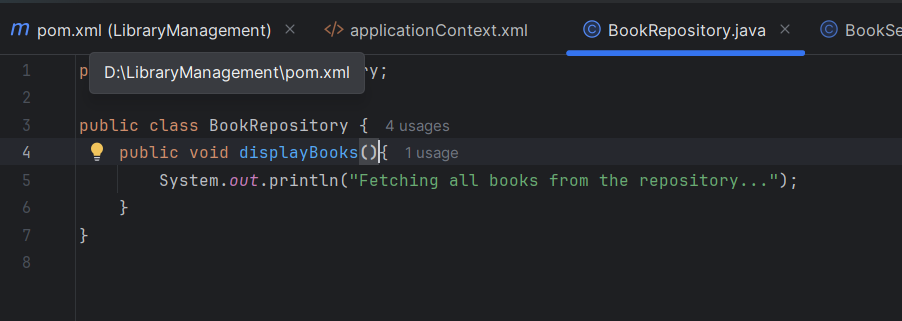 m pom.xml (LibraryManagement) × </> applicationContext.xml © BookRepository.java × © BookSe
1 p ry;
D:\LibraryManagement\pom.xml
2
3 public class BookRepository { 4 usages
4 public void displayBooks(){ 1 usage
5 System.out.println("Fetching all books from the repository...");
6 }
7 }
8